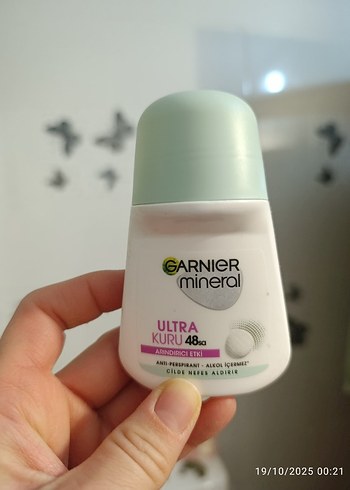 GARNIER
mineral
ULTRA
KURU 48sa
ARINDIRICI ETKİ
ANTI-PERSPIRANT - ALKOL İÇERMEZ*
CİLDE NEFES ALDIRIR
19/10/2025 00:21